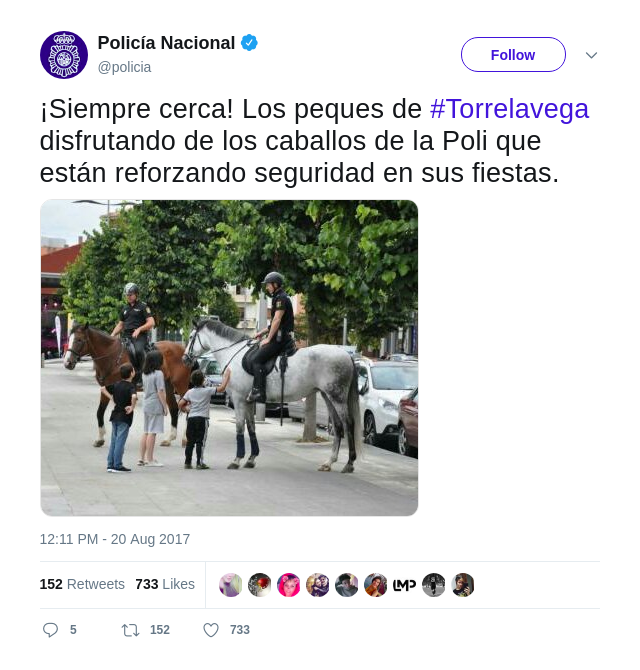 Policía Nacional
@policia
Follow
¡Siempre cerca! Los peques de #Torrelavega
disfrutando de los caballos de la Poli que
están reforzando seguridad en sus fiestas.
12:11 PM - 20 Aug 2017
152 Retweets 733 Likes
LMP
5 152 733